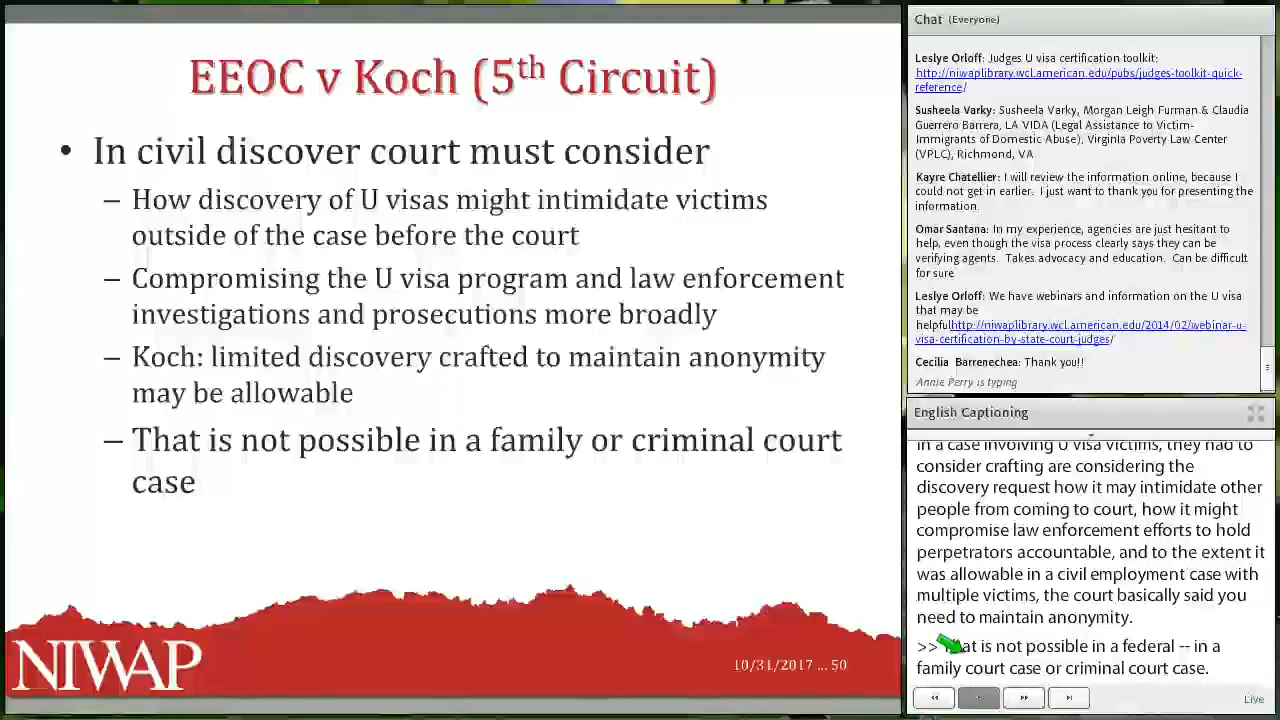 EEOC v Koch (5th Circuit)
• In civil discover court must consider
– How discovery of U visas might intimidate victims
outside of the case before the court
– Compromising the U visa program and law enforcement
investigations and prosecutions more broadly
– Koch: limited discovery crafted to maintain anonymity
may be allowable
– That is not possible in a family or criminal court
case
NIWAP
10/31/2017 ... 50
Chat (Everyone)
Leslye Orloff: Judges U visa certification toolkit:
http://niwaplibrary.wcl.american.edu/pubs/judges-toolkit-quick-
reference/
Susheela Varky: Susheela Varky, Morgan Leigh Furman & Claudia
Guerrero Barrera, LA VIDA (Legal Assistance to Victim-
Immigrants of Domestic Abuse), Virginia Poverty Law Center
(VPLC), Richmond, VA
Kayre Chatellier: I will review the information online, because I
could not get in earlier. I just want to thank you for presenting the
information.
Omar Santana: In my experience, agencies are just hesitant to
help, even though the visa process clearly says they can be
verifying agents. Takes advocacy and education. Can be difficult
for sure
Leslye Orloff: We have webinars and information on the U visa
that may be
helpfulhttp://niwaplibrary.wcl.american.edu/2014/02/webinar-u-
visa-certification-by-state-court-judges/
Cecilia Barrenechea: Thank you!!
Annie Perry is typing
English Captioning
in a case involving U visa victims, they had to
consider crafting are considering the
discovery request how it may intimidate other
people from coming to court, how it might
compromise law enforcement efforts to hold
perpetrators accountable, and to the extent it
was allowable in a civil employment case with
multiple victims, the court basically said you
need to maintain anonymity.
>> That is not possible in a federal -- in a
family court case or criminal court case.
Live